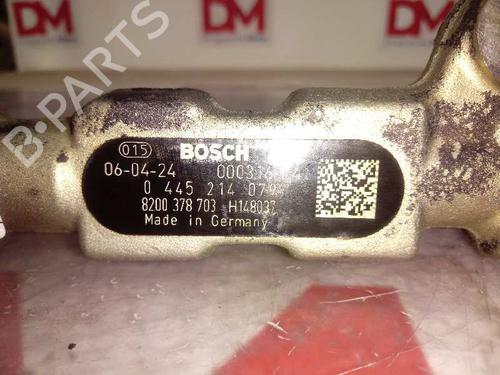 DM
DM
B-PARTS
015 BOSCH
06-04-24
0 445 214 079
8200 378 703 H148037
Made in Germany